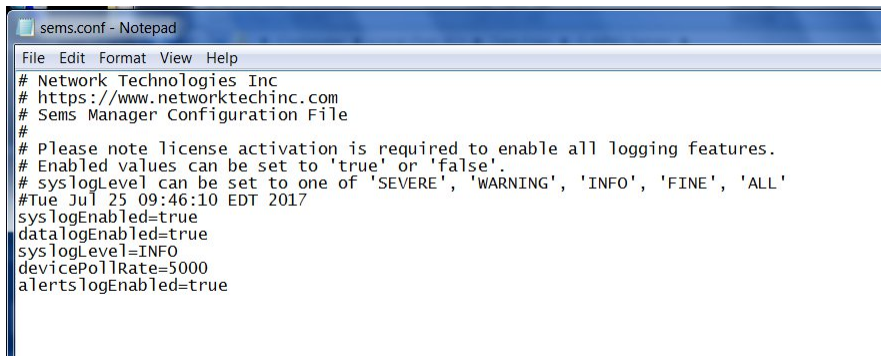 sems.conf - Notepad
File Edit Format View Help
# Network Technologies Inc
# https://www.networktechinc.com
# Sems Manager Configuration File
#
# Please note license activation is required to enable all logging features.
# Enabled values can be set to 'true' or 'false'.
# syslogLevel can be set to one of 'SEVERE', 'WARNING', 'INFO', 'FINE', 'ALL'
#Tue Jul 25 09:46:10 EDT 2017
syslogEnabled=true
datalogEnabled=true
syslogLevel=INFO
devicePollRate=5000
alertslogEnabled=true